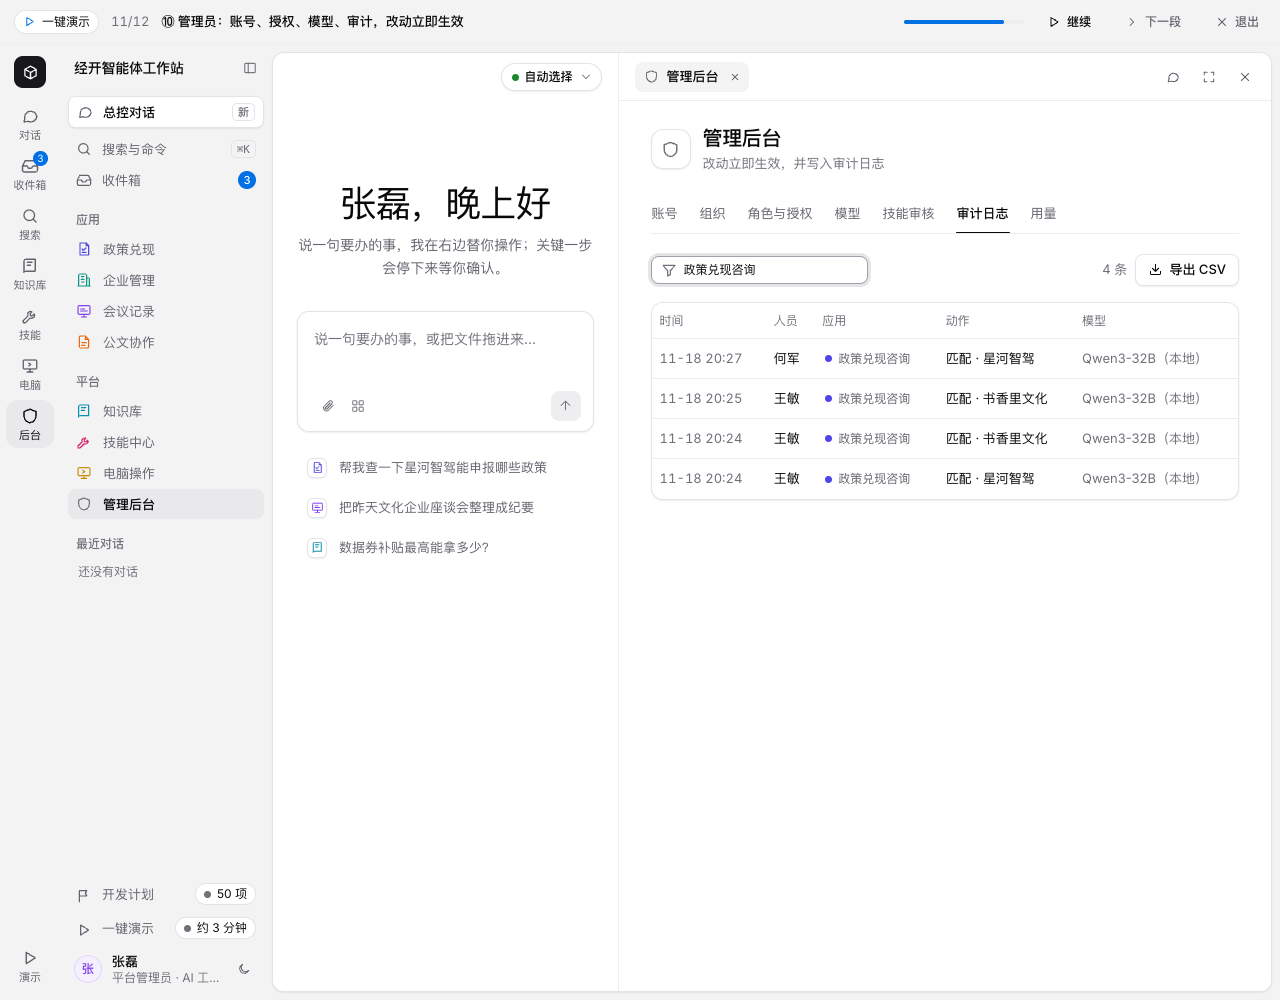 一键演示
11/12
⑩ 管理员：账号、授权、模型、审计，改动立即生效
继续
下一段
退出
对话
3
收件箱
搜索
知识库
技能
电脑
后台
演示
经开智能体工作站
总控对话
新
搜索与命令
⌘K
收件箱
3
应用
政策兑现
企业管理
会议记录
公文协作
平台
知识库
技能中心
电脑操作
管理后台
最近对话
还没有对话
开发计划
50 项
一键演示
约 3 分钟
张
张磊
平台管理员 · AI 工...
自动选择
张磊，晚上好
说一句要办的事，我在右边替你操作；关键一步
会停下来等你确认。
说一句要办的事，或把文件拖进来...
帮我查一下星河智驾能申报哪些政策
把昨天文化企业座谈会整理成纪要
数据券补贴最高能拿多少?
管理后台
管理后台
改动立即生效，并写入审计日志
账号 组织 角色与授权 模型 技能审核 审计日志 用量
政策兑现咨询
4 条
导出 CSV
时间 人员 应用 动作 模型
11-18 20:27 何军 政策兑现咨询 匹配 · 星河智驾 Qwen3-32B（本地）
11-18 20:25 王敏 政策兑现咨询 匹配 · 书香里文化 Qwen3-32B（本地）
11-18 20:24 王敏 政策兑现咨询 匹配 · 书香里文化 Qwen3-32B（本地）
11-18 20:24 王敏 政策兑现咨询 匹配 · 星河智驾 Qwen3-32B（本地）